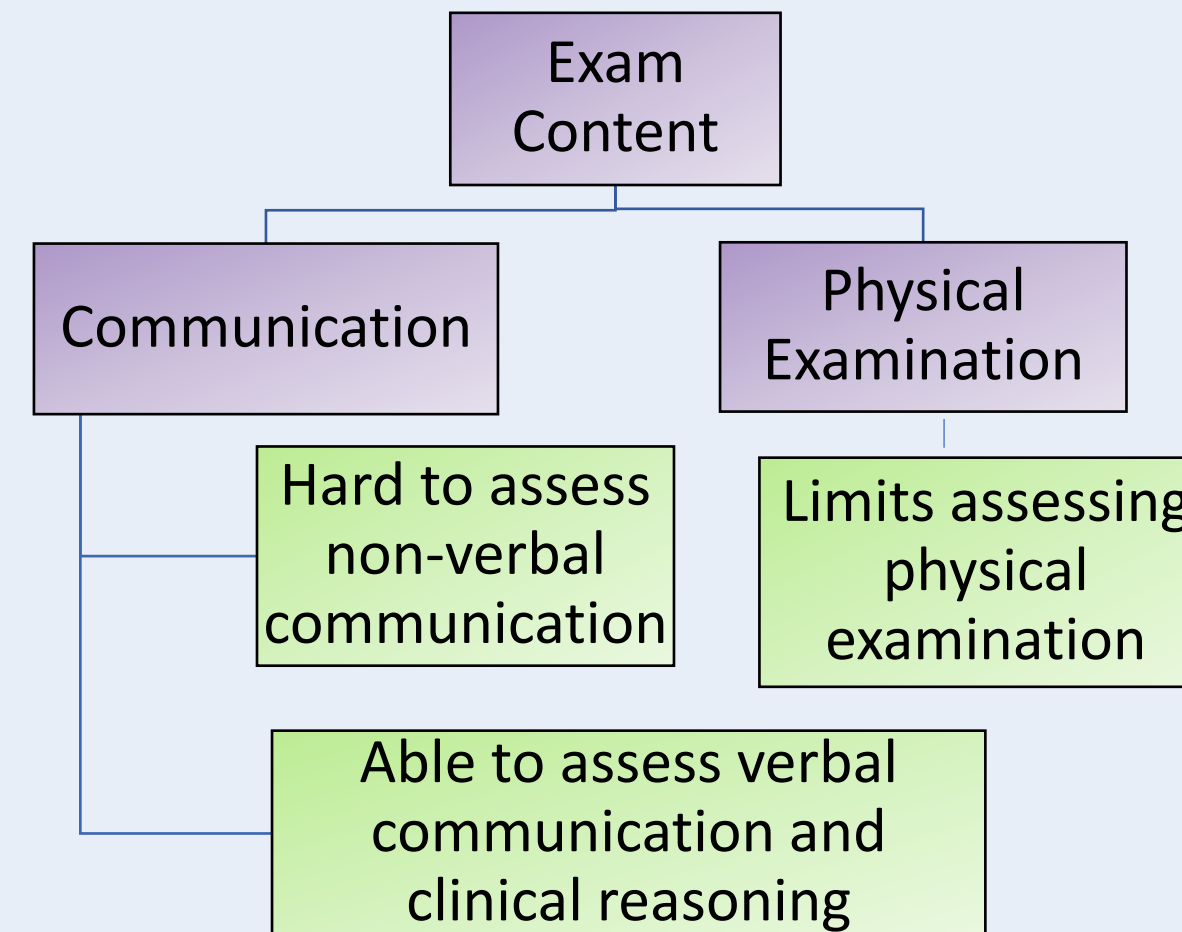 Exam
Content
Communication
Physical
Examination
Hard to assess
non-verbal
communication
Limits assessing
physical
examination
Able to assess verbal
communication and
clinical reasoning